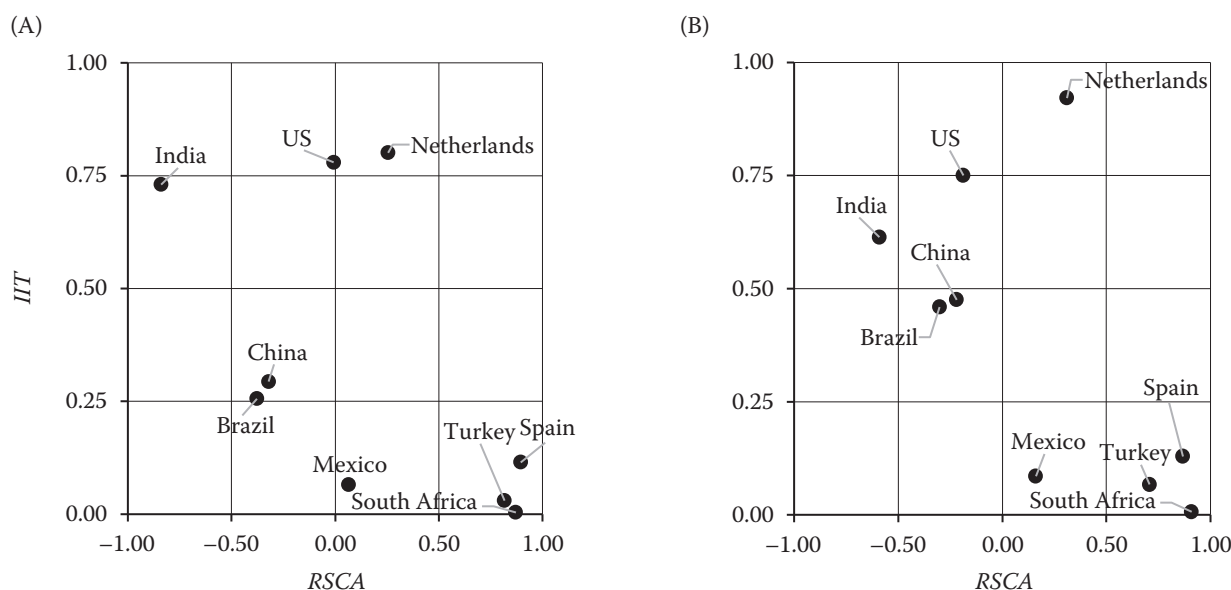 (A)
1.00
0.75
0.50
0.25
0.00
IIT
India
US
Netherlands
China
Brazil
Mexico
Turkey
Spain
South Africa
−1.00
−0.50
0.00
0.50
1.00
RSCA
(B)
1.00
0.75
0.50
0.25
0.00
Netherlands
US
India
China
Brazil
Spain
Mexico
Turkey
South Africa
−1.00
−0.50
0.00
0.50
1.00
RSCA